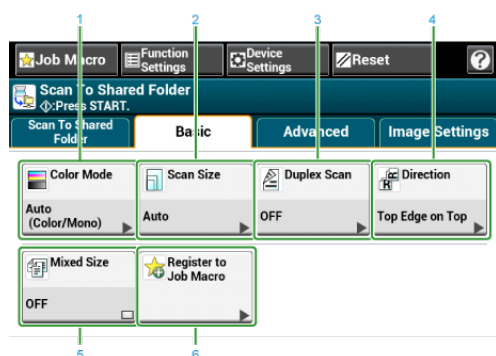 1 2 3 4
Job Macro Function Settings Device Settings Reset ?
Scan To Shared Folder
:Press START.
Scan To Shared Folder Basic Advanced Image Settings
Color Mode Scan Size Duplex Scan Direction
Auto (Color/Mono) Auto OFF Top Edge on Top
Mixed Size Register to Job Macro
OFF
5 6